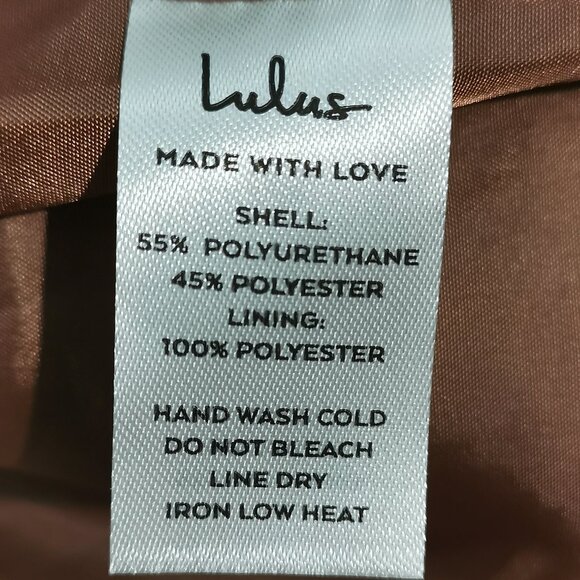 Lulus
MADE WITH LOVE
SHELL:
55% POLYURETHANE
45% POLYESTER
LINING:
100% POLYESTER
HAND WASH COLD
DO NOT BLEACH
LINE DRY
IRON LOW HEAT